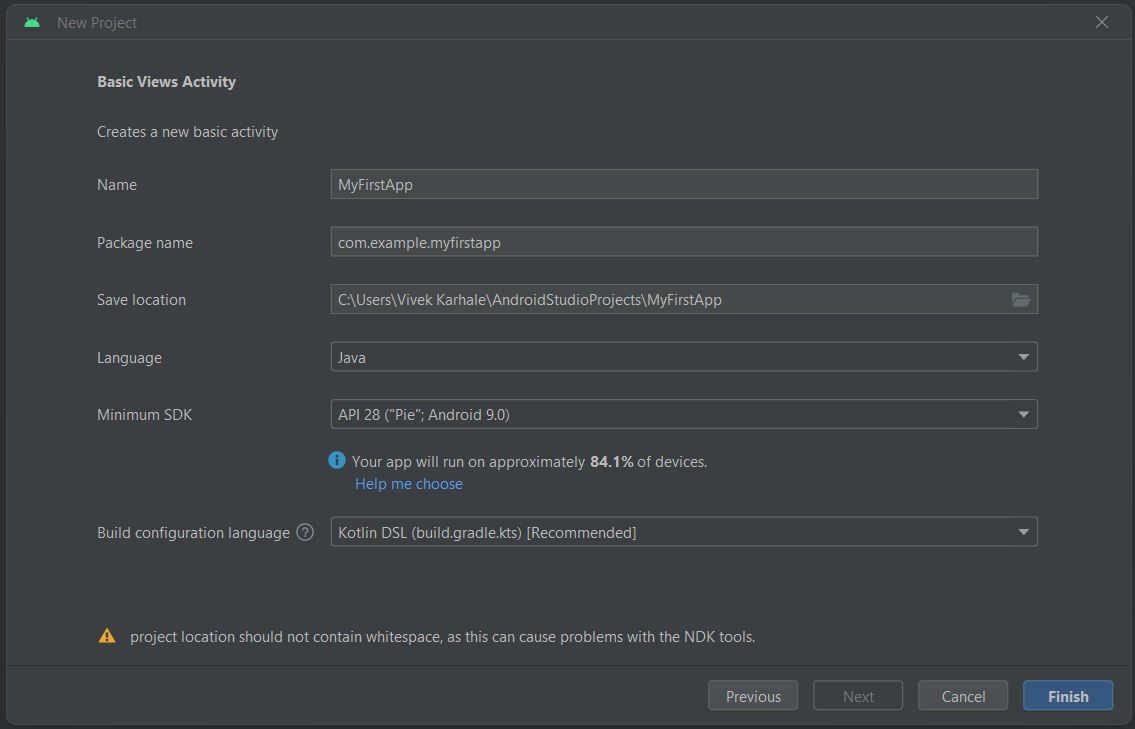 New Project
Basic Views Activity
Creates a new basic activity
Name MyFirstApp
Package name com.example.myfirstapp
Save location C:\Users\Vivek Karhale\AndroidStudioProjects\MyFirstApp
Language Java
Minimum SDK API 28 ("Pie"; Android 9.0)
Your app will run on approximately 84.1% of devices.
Help me choose
Build configuration language ? Kotlin DSL (build.gradle.kts) [Recommended]
project location should not contain whitespace, as this can cause problems with the NDK tools.
Previous Next Cancel Finish